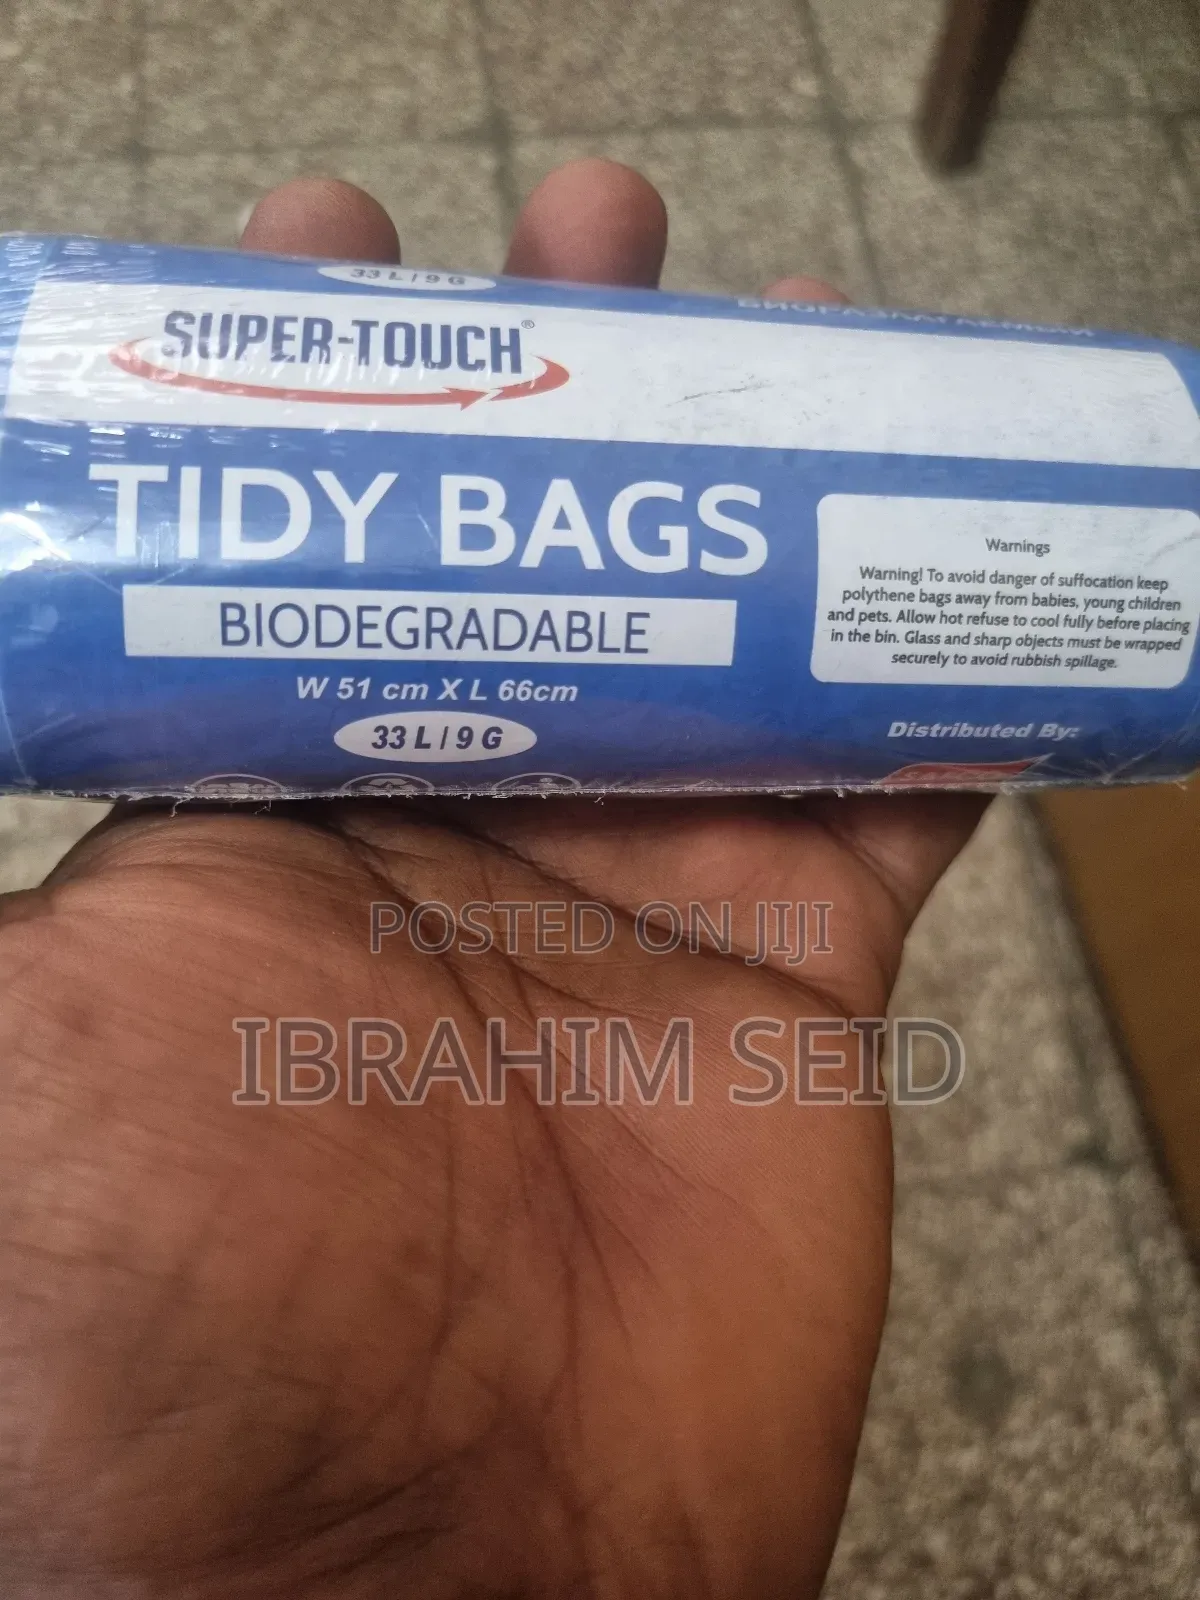 33 L / 9 G
БИОРАЗЛАГАЕМЫЙ
SUPER-TOUCH®
TIDY BAGS
BIODEGRADABLE
W 51 cm X L 66cm
33 L / 9 G
Warnings
Warning! To avoid danger of suffocation keep
polythene bags away from babies, young children
and pets. Allow hot refuse to cool fully before placing
in the bin. Glass and sharp objects must be wrapped
securely to avoid rubbish spillage.
Distributed By:
POSTED ON JIJI
IBRAHIM SEID